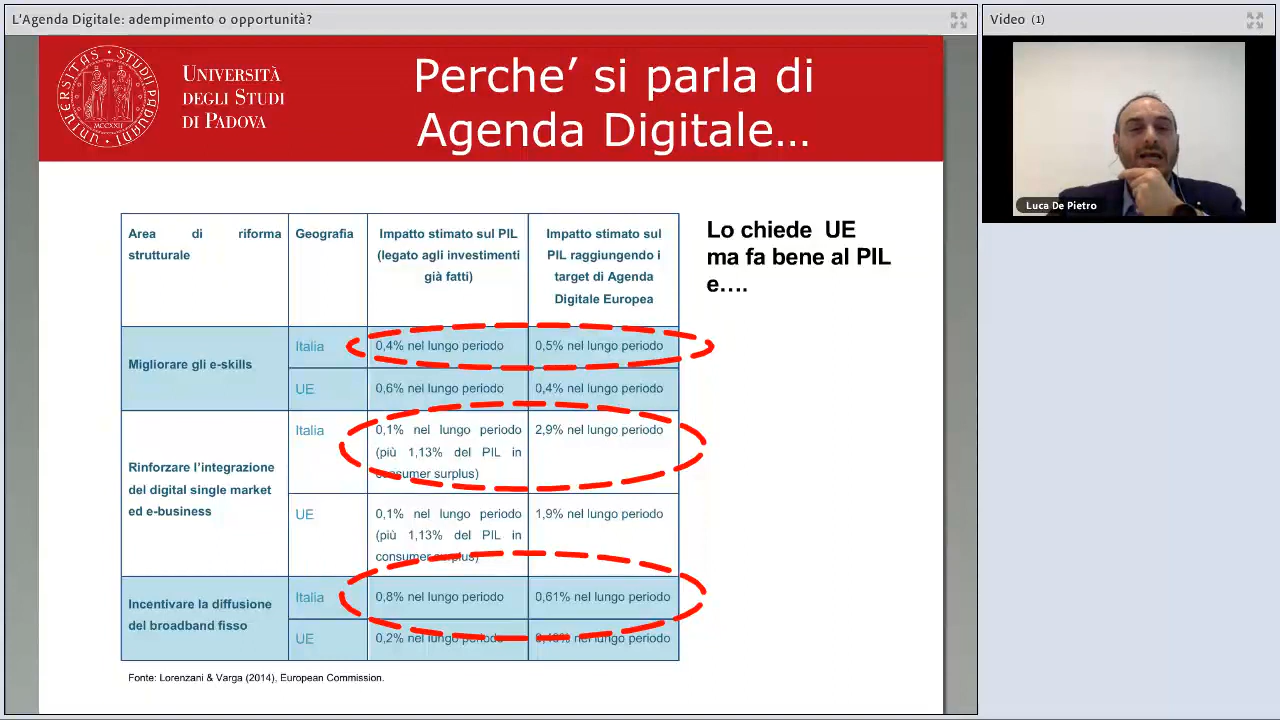 L'Agenda Digitale: adempimento o opportunità?
Video (1)
UNIVERSITÀ
DEGLI STUDI
DI PADOVA
Perche' si parla di
Agenda Digitale…
Luca De Pietro
Area di riforma
strutturale
Geografia
Impatto stimato sul PIL
(legato agli investimenti
già fatti)
Impatto stimato sul
PIL raggiungendo i
target di Agenda
Digitale Europea
Lo chiede UE
ma fa bene al PIL
e….
Migliorare gli e-skills
Italia
0,4% nel lungo periodo
0,5% nel lungo periodo
UE
0,6% nel lungo periodo
0,4% nel lungo periodo
Rinforzare l'integrazione
del digital single market
ed e-business
Italia
0,1% nel lungo periodo
(più 1,13% del PIL in
consumer surplus)
2,9% nel lungo periodo
UE
0,1% nel lungo periodo
(più 1,13% del PIL in
consumer surplus)
1,9% nel lungo periodo
Incentivare la diffusione
del broadband fisso
Italia
0,8% nel lungo periodo
0,61% nel lungo periodo
UE
0,2% nel lungo periodo
nel lungo periodo
Fonte: Lorenzani & Varga (2014), European Commission.